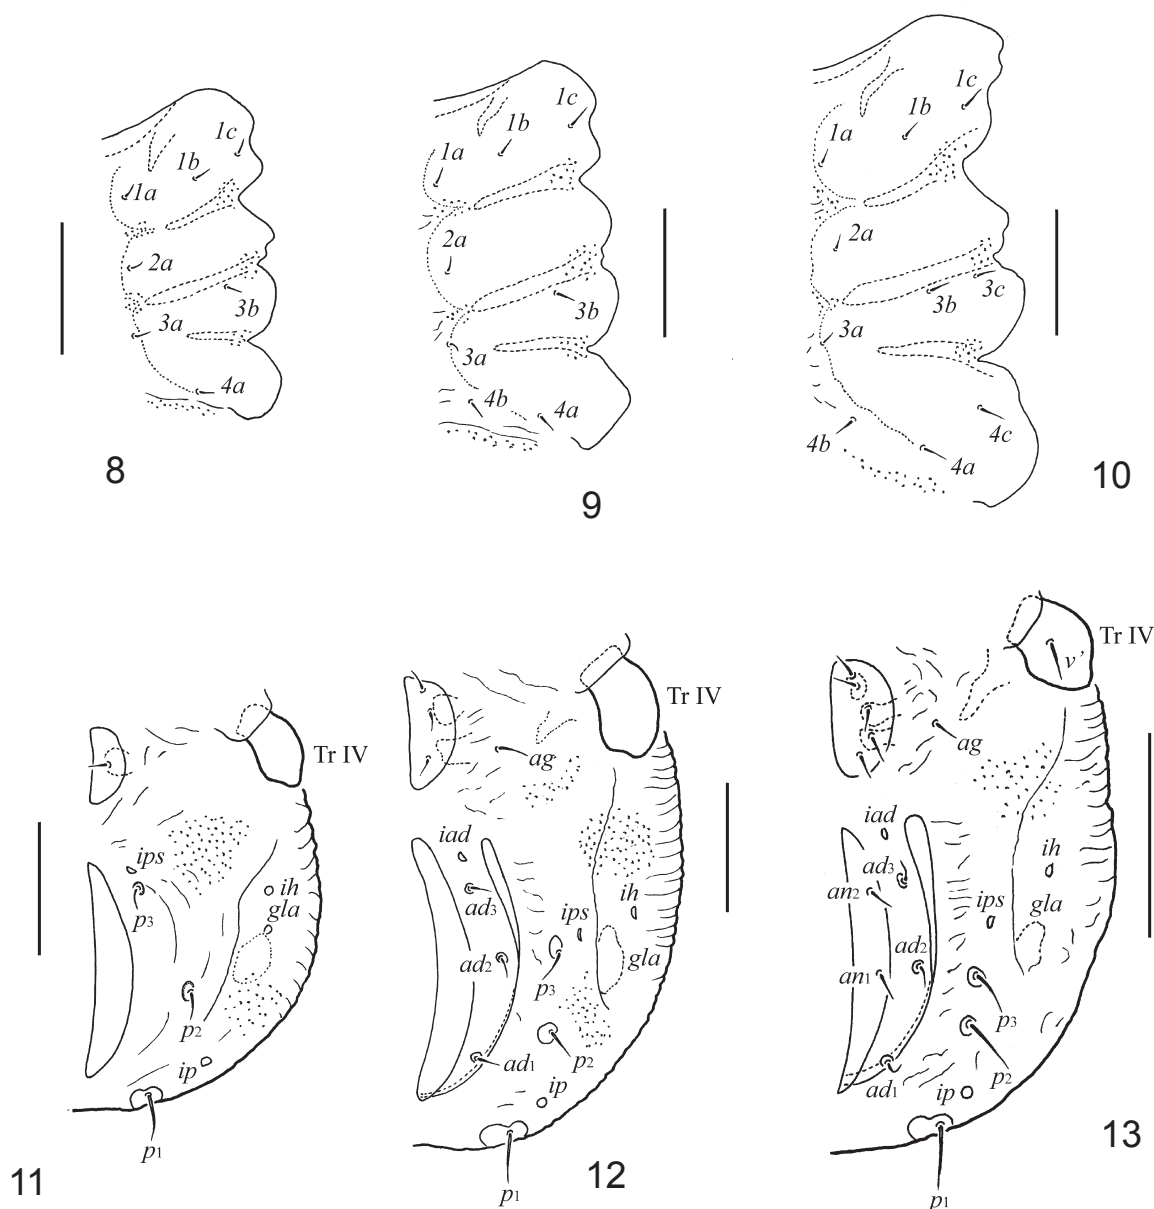 1c
1b
1a
2a
3b
3a
4a
8
1c
1b
1a
2a
3b
3a
4b
4a
9
1c
1b
1a
2a
3c
3b
3a
4c
4b
4a
10
Tr IV
ips
p3
ih
gla
p2
ip
p1
11
Tr IV
ag
iad
ad3
ih
ips
ad2
p3
gla
ad1
p2
ip
p1
12
Tr IV
v’
ag
iad
ad3
ih
an2
ips
gla
ad2
an1
p3
p2
ad1
ip
p1
13